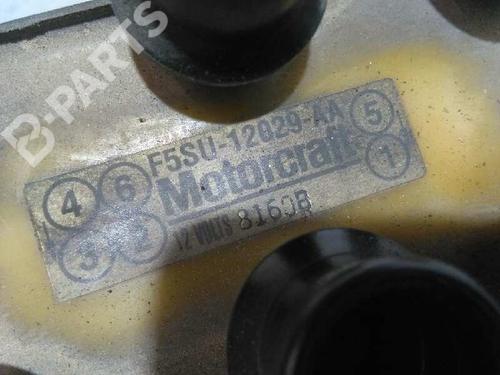 B-PARTS
F5SU-12029-AA
Motorcraft
12 VOLTS 8160B
4 6 5
3 2 1